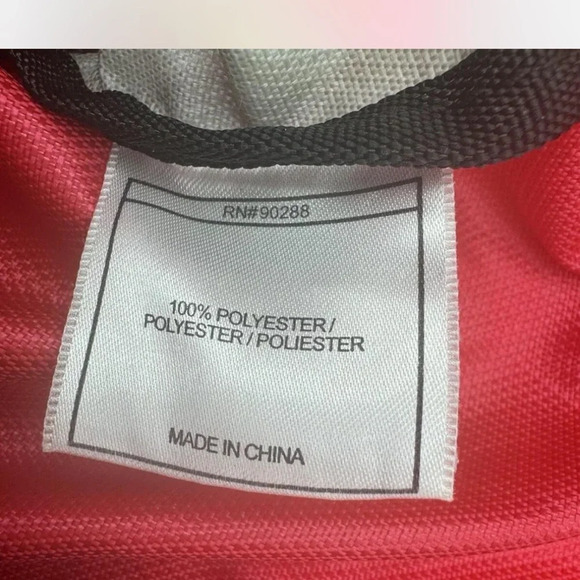 RN#90288
100% POLYESTER/
POLYESTER/POLIESTER
MADE IN CHINA